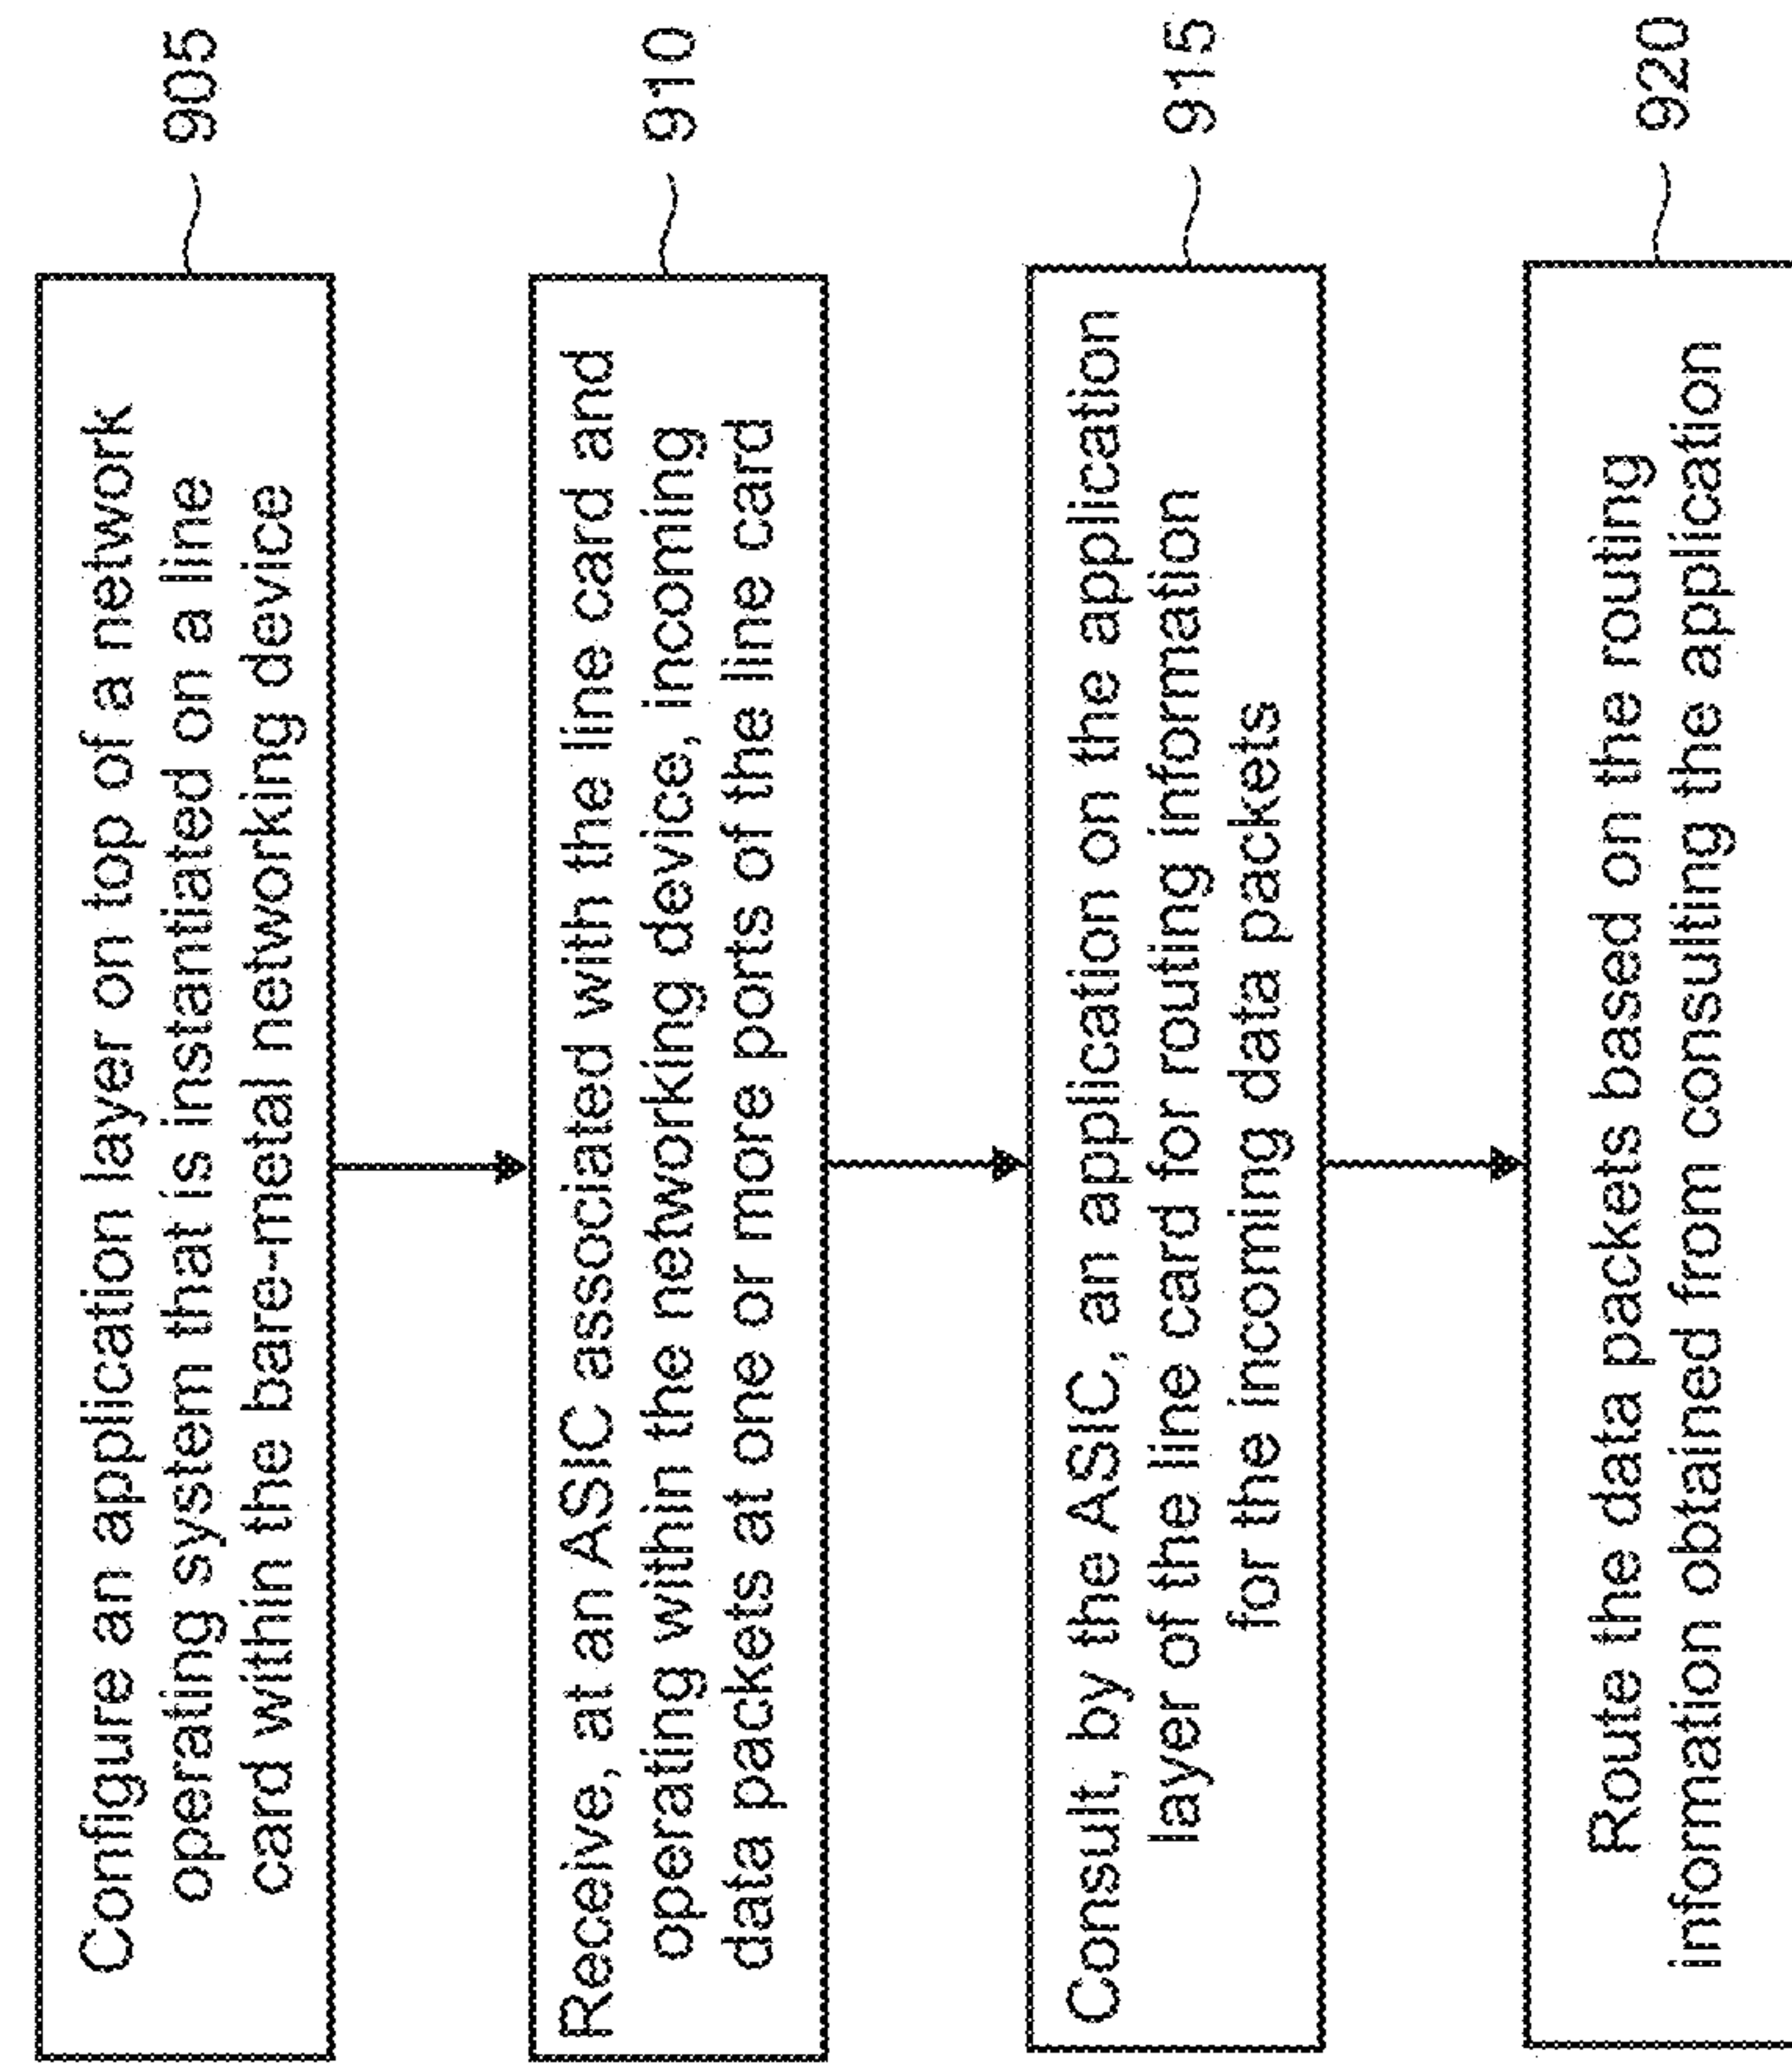 Configure an application layer on top of a network
operating system that is instantiated on a line
card within the bare-metal networking device
905
Receive, at an ASIC associated with the line card and
operating within the networking device, incoming
data packets at one or more ports of the line card
910
Consult, by the ASIC, an application on the application
layer of the line card for routing information
for the incoming data packets
915
Route the data packets based on the routing
information obtained from consulting the application
920